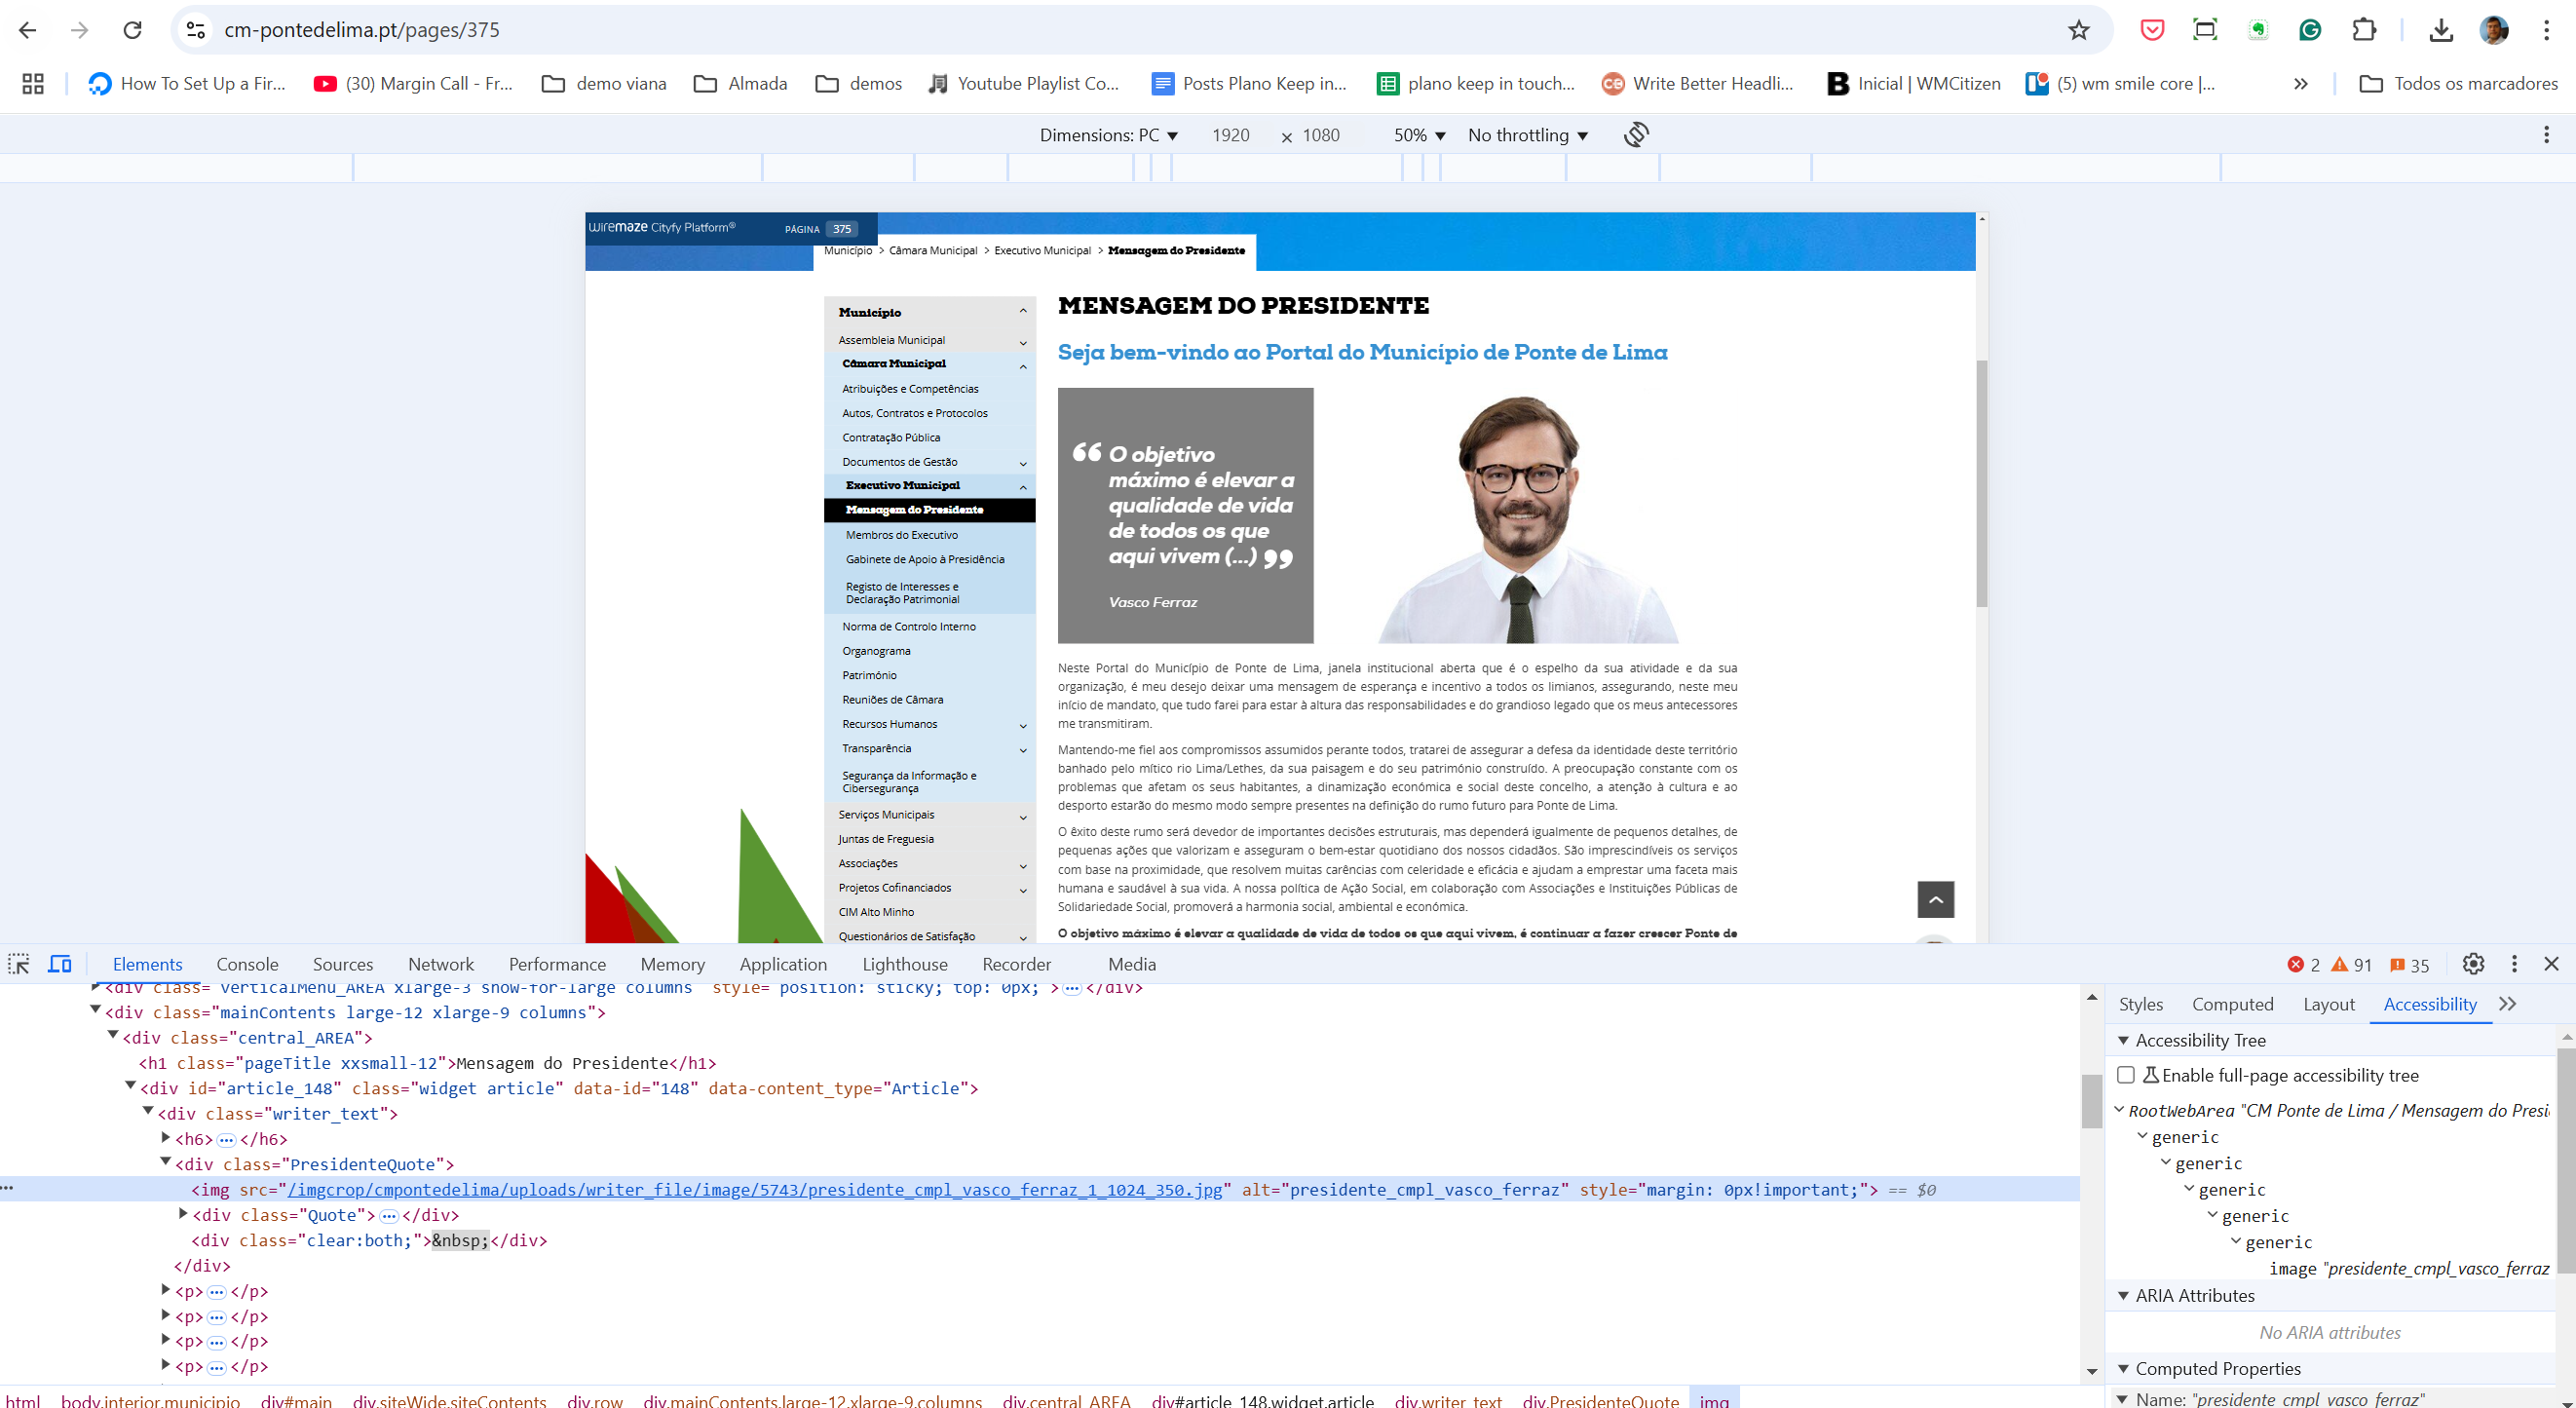 cm-pontedelima.pt/pages/375
How To Set Up a Fir... (30) Margin Call - Fr... demo viana Almada demos Youtube Playlist Co... Posts Plano Keep in... plano keep in touch... Write Better Headli... Inicial | WMCitizen (5) wm smile core |... » Todos os marcadores
Dimensions: PC 1920 × 1080 50% No throttling
wiremaze Cityfy Platform® PÁGINA 375
Município > Câmara Municipal > Executivo Municipal > Mensagem do Presidente
Município
Assembleia Municipal
Câmara Municipal
Atribuições e Competências
Autos, Contratos e Protocolos
Contratação Pública
Documentos de Gestão
Executivo Municipal
Mensagem do Presidente
Membros do Executivo
Gabinete de Apoio à Presidência
Registo de Interesses e
Declaração Patrimonial
Norma de Controlo Interno
Organograma
Património
Reuniões de Câmara
Recursos Humanos
Transparência
Segurança da Informação e
Cibersegurança
Serviços Municipais
Juntas de Freguesia
Associações
Projetos Cofinanciados
CIM Alto Minho
Questionários de Satisfação
MENSAGEM DO PRESIDENTE
Seja bem-vindo ao Portal do Município de Ponte de Lima
“ O objetivo
máximo é elevar a
qualidade de vida
de todos os que
aqui vivem (...) ”
Vasco Ferraz
Neste Portal do Município de Ponte de Lima, janela institucional aberta que é o espelho da sua atividade e da sua
organização, é meu desejo deixar uma mensagem de esperança e incentivo a todos os limianos, assegurando, neste meu
início de mandato, que tudo farei para estar à altura das responsabilidades e do grandioso legado que os meus antecessores
me transmitiram.
Mantendo-me fiel aos compromissos assumidos perante todos, tratarei de assegurar a defesa da identidade deste território
banhado pelo mítico rio Lima/Lethes, da sua paisagem e do seu património construído. A preocupação constante com os
problemas que afetam os seus habitantes, a dinamização económica e social deste concelho, a atenção à cultura e ao
desporto estarão do mesmo modo sempre presentes na definição do rumo futuro para Ponte de Lima.
O êxito deste rumo será devedor de importantes decisões estruturais, mas dependerá igualmente de pequenos detalhes, de
pequenas ações que valorizam e asseguram o bem-estar quotidiano dos nossos cidadãos. São imprescindíveis os serviços
com base na proximidade, que resolvem muitas carências com celeridade e eficácia e ajudam a emprestar uma faceta mais
humana e saudável à sua vida. A nossa política de Ação Social, em colaboração com Associações e Instituições Públicas de
Solidariedade Social, promoverá a harmonia social, ambiental e económica.
O objetivo máximo é elevar a qualidade de vida de todos os que aqui vivem, é continuar a fazer crescer Ponte de
Elements Console Sources Network Performance Memory Application Lighthouse Recorder Media 2 91 35
<div class="verticalMenu_AREA xlarge-3 show-for-large columns" style="position: sticky; top: 0px;">…</div>
<div class="mainContents large-12 xlarge-9 columns">
<div class="central_AREA">
<h1 class="pageTitle xxsmall-12">Mensagem do Presidente</h1>
<div id="article_148" class="widget article" data-id="148" data-content_type="Article">
<div class="writer_text">
<h6>…</h6>
<div class="PresidenteQuote">
<img src="/imgcrop/cmpontedelima/uploads/writer_file/image/5743/presidente_cmpl_vasco_ferraz_1_1024_350.jpg" alt="presidente_cmpl_vasco_ferraz" style="margin: 0px!important;"> == $0
<div class="Quote">…</div>
<div class="clear:both;">&nbsp;</div>
</div>
<p>…</p>
<p>…</p>
<p>…</p>
<p>…</p>
html body.interior.municipio div#main div.siteWide.siteContents div.row div.mainContents.large-12.xlarge-9.columns div.central_AREA div#article_148.widget.article div.writer_text div.PresidenteQuote img
Styles Computed Layout Accessibility »
Accessibility Tree
Enable full-page accessibility tree
RootWebArea "CM Ponte de Lima / Mensagem do Presi
generic
generic
generic
generic
generic
image "presidente_cmpl_vasco_ferraz
ARIA Attributes
No ARIA attributes
Computed Properties
Name: "presidente_cmpl_vasco_ferraz"